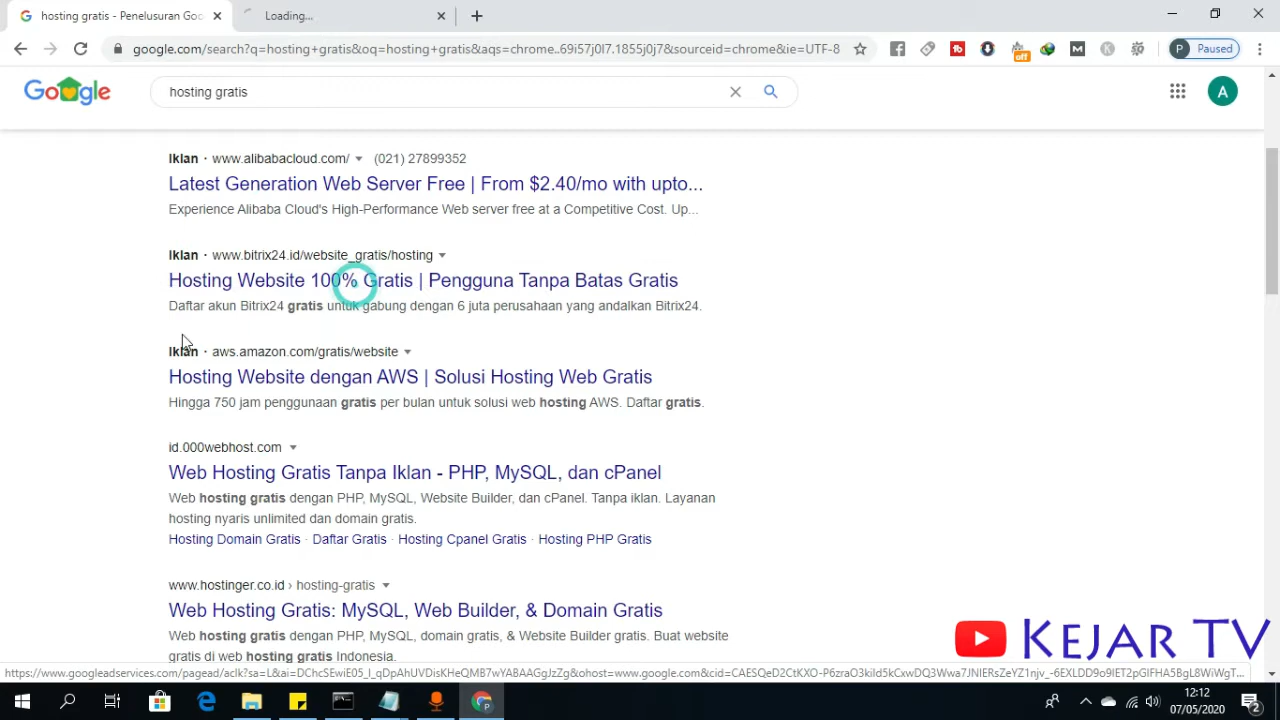 hosting gratis - Penelusuran Goo
Loading...
google.com/search?q=hosting+gratis&oq=hosting+gratis&aqs=chrome..69i57j0l7.1855j0j7&sourceid=chrome&ie=UTF-8
off
P Paused
Google
hosting gratis
A
Iklan · www.alibabacloud.com/ (021) 27899352
Latest Generation Web Server Free | From $2.40/mo with upto...
Experience Alibaba Cloud's High-Performance Web server free at a Competitive Cost. Up...
Iklan · www.bitrix24.id/website_gratis/hosting
Hosting Website 100% Gratis | Pengguna Tanpa Batas Gratis
Daftar akun Bitrix24 gratis untuk gabung dengan 6 juta perusahaan yang andalkan Bitrix24.
Iklan · aws.amazon.com/gratis/website
Hosting Website dengan AWS | Solusi Hosting Web Gratis
Hingga 750 jam penggunaan gratis per bulan untuk solusi web hosting AWS. Daftar gratis.
id.000webhost.com
Web Hosting Gratis Tanpa Iklan - PHP, MySQL, dan cPanel
Web hosting gratis dengan PHP, MySQL, Website Builder, dan cPanel. Tanpa iklan. Layanan
hosting nyaris unlimited dan domain gratis.
Hosting Domain Gratis · Daftar Gratis · Hosting Cpanel Gratis · Hosting PHP Gratis
www.hostinger.co.id › hosting-gratis
Web Hosting Gratis: MySQL, Web Builder, & Domain Gratis
Web hosting gratis dengan PHP, MySQL, domain gratis, & Website Builder gratis. Buat website
gratis di web hosting gratis Indonesia.
KEJAR TV
12:12
07/05/2020
2